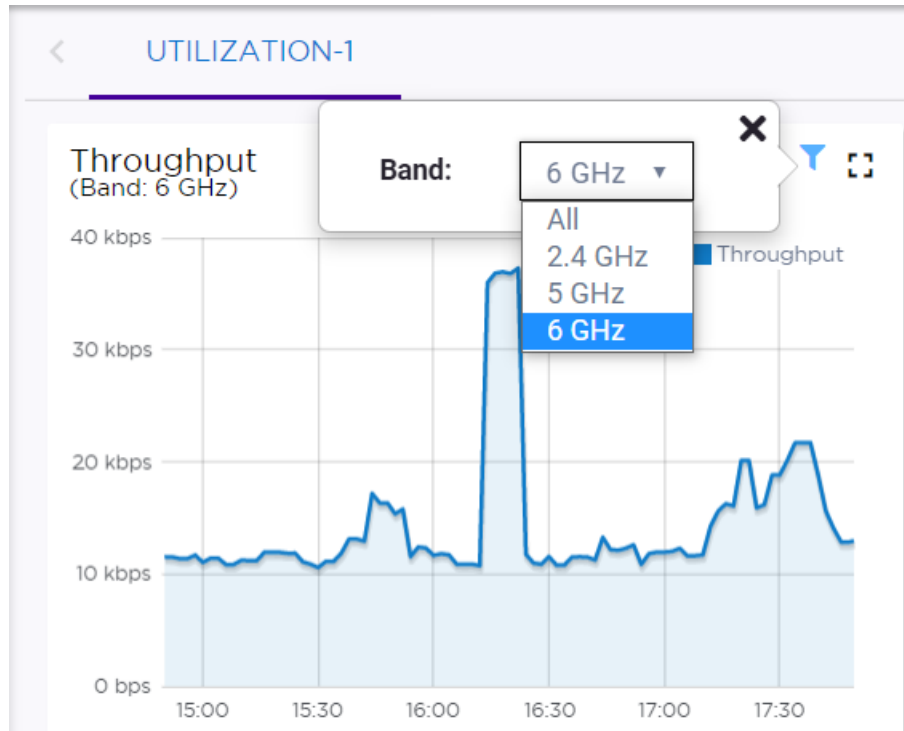 UTILIZATION-1
Throughput
(Band: 6 GHz)
Band:
6 GHz
All
2.4 GHz
5 GHz
6 GHz
Throughput
40 kbps
30 kbps
20 kbps
10 kbps
0 bps
15:00 15:30 16:00 16:30 17:00 17:30